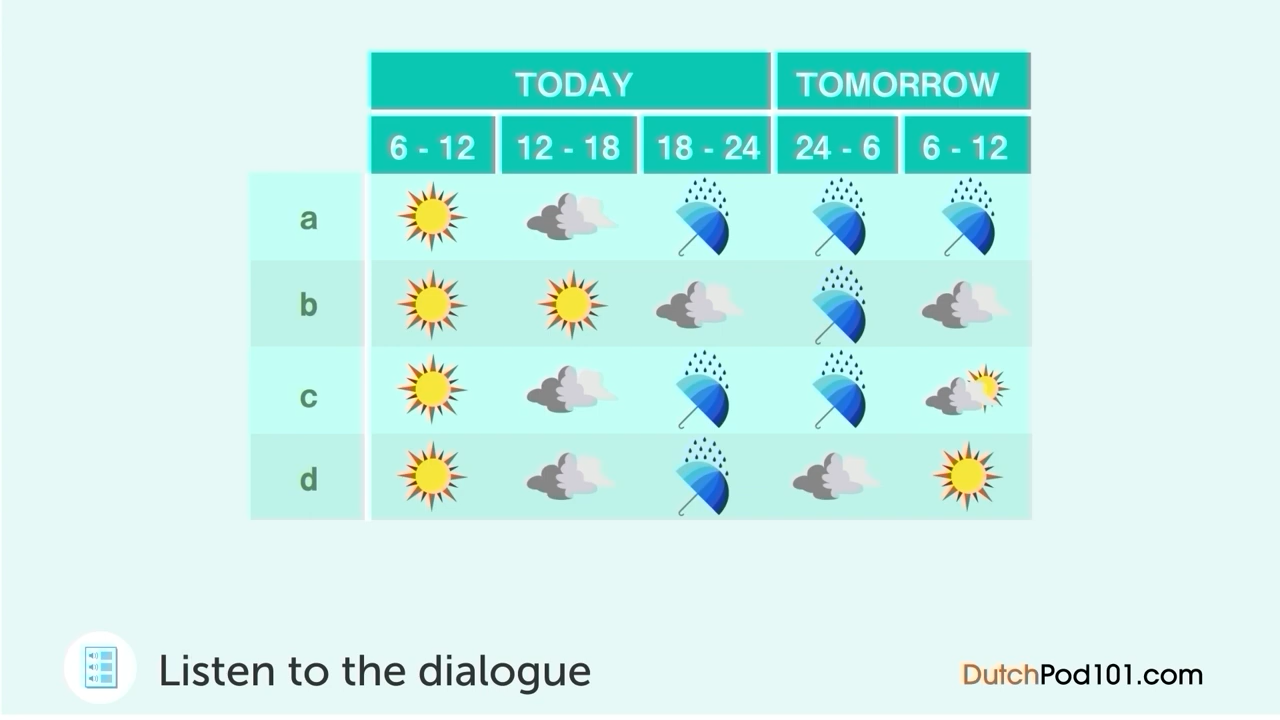 TODAY TOMORROW
6 - 12 12 - 18 18 - 24 24 - 6 6 - 12
a
b
c
d
Listen to the dialogue
DutchPod101.com